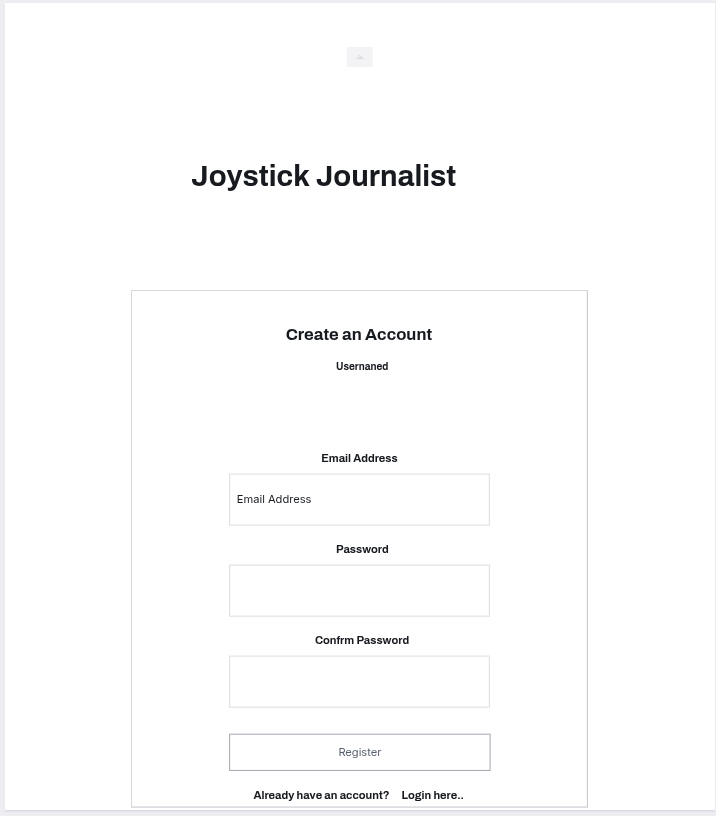 Joystick Journalist
Create an Account
Usernaned
Email Address
Email Address
Password
Confrm Password
Register
Already have an account? Login here..